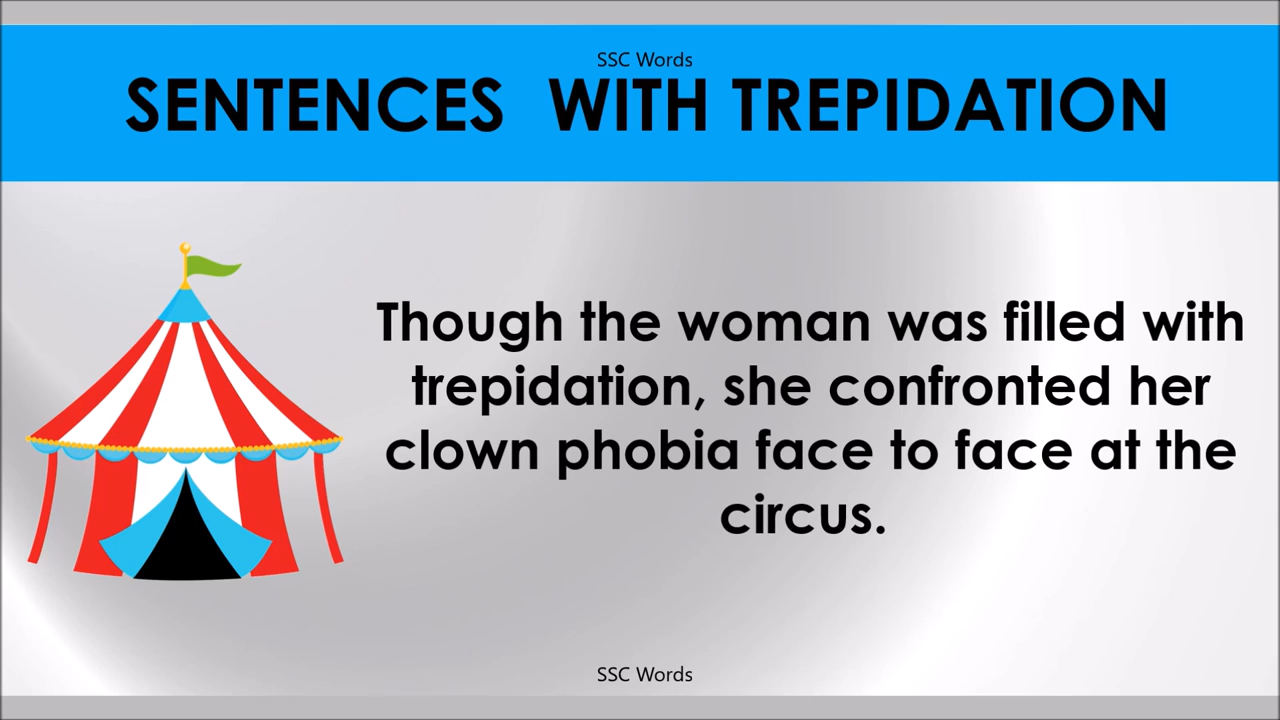 SSC Words
SENTENCES WITH TREPIDATION
Though the woman was filled with
trepidation, she confronted her
clown phobia face to face at the
circus.
SSC Words